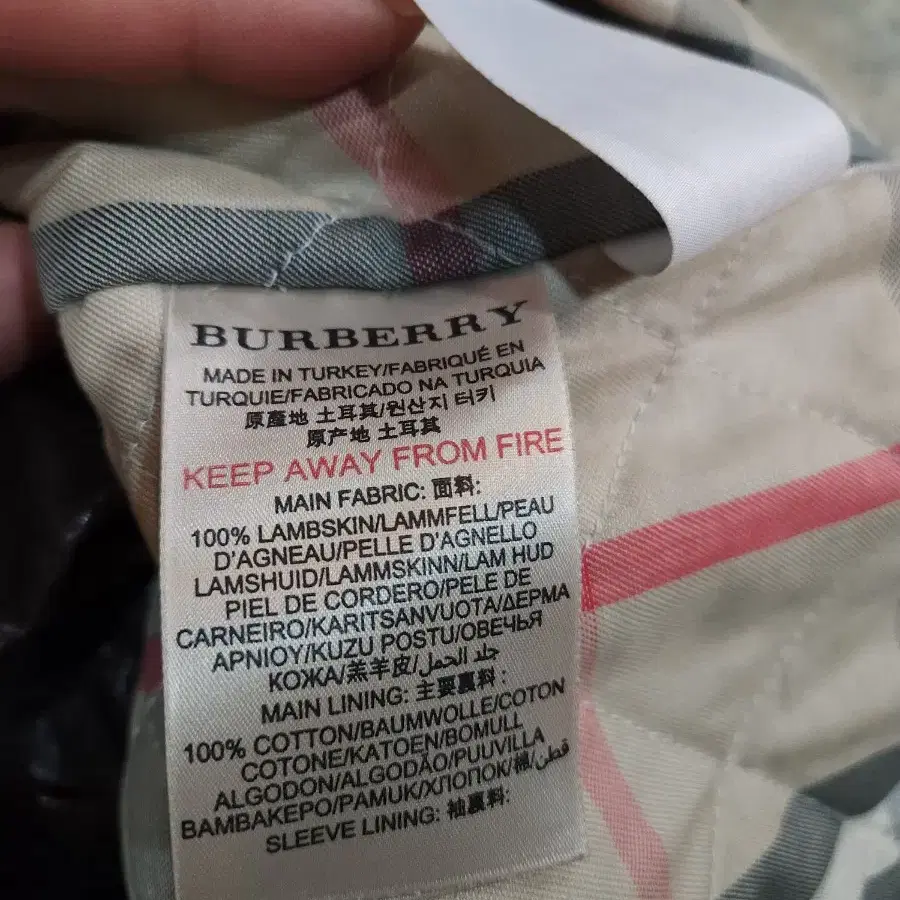 BURBERRY
MADE IN TURKEY/FABRIQUÉ EN
TURQUIE/FABRICADO NA TURQUIA
原產地 土耳其/원산지 터키
原产地 土耳其
KEEP AWAY FROM FIRE
MAIN FABRIC: 面料:
100% LAMBSKIN/LAMMFELL/PEAU
D'AGNEAU/PELLE D'AGNELLO
LAMSHUID/LAMMSKINN/LAM HUD
PIEL DE CORDERO/PELE DE
CARNEIRO/KARITSANVUOTA/ΔΕΡΜΑ
ΑΡΝΙΟΥ/KUZU POSTU/ОВЕЧЬЯ
КОЖА/羔羊皮/جلد الحمل
MAIN LINING: 主要裏料:
100% COTTON/BAUMWOLLE/COTON
COTONE/KATOEN/BOMULL
ALGODON/ALGODÃO/PUUVILLA
ΒΑΜΒΑΚΕΡΟ/PAMUK/ХЛОПОК/棉/قطن
SLEEVE LINING: 袖裏料: